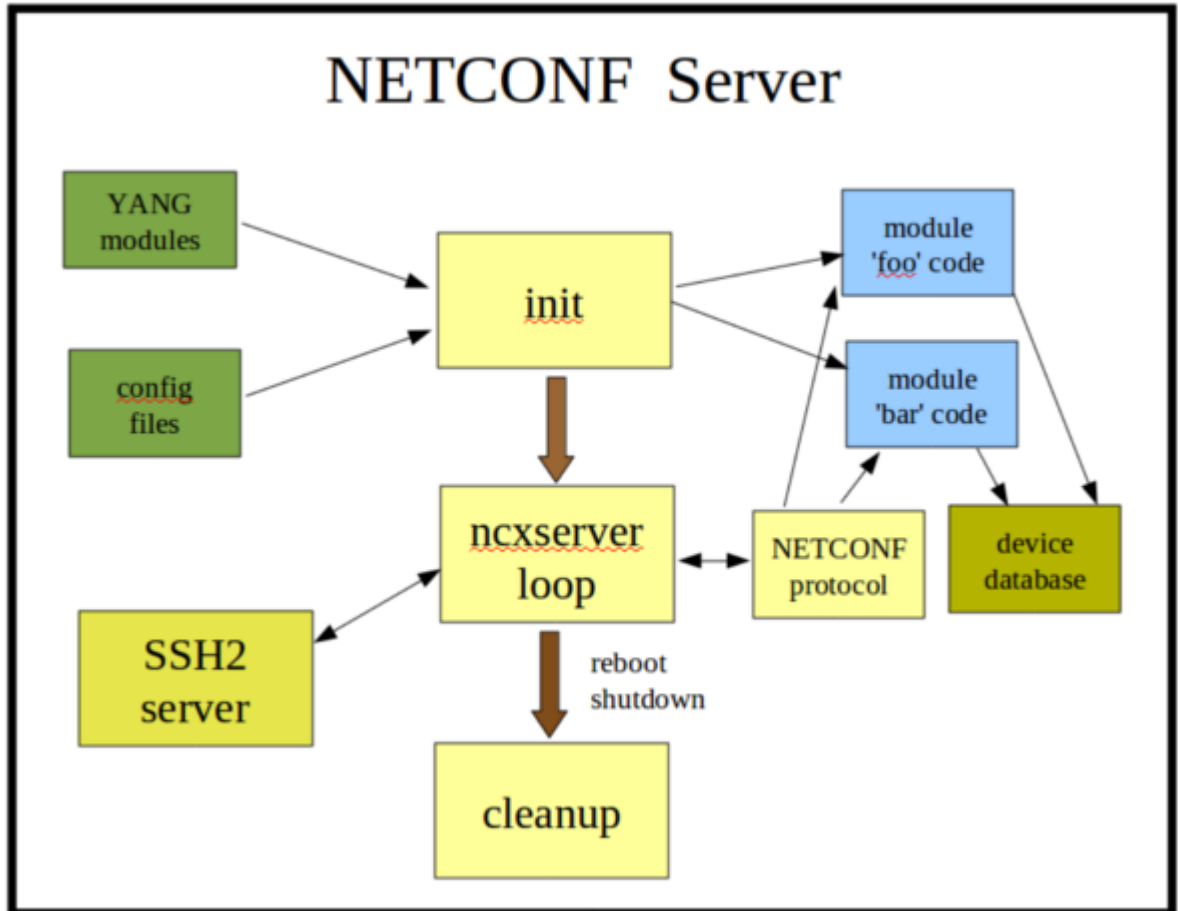 NETCONF Server
YANG
modules
config
files
init
module
'foo' code
module
'bar' code
ncxserver
loop
NETCONF
protocol
device
database
SSH2
server
reboot
shutdown
cleanup